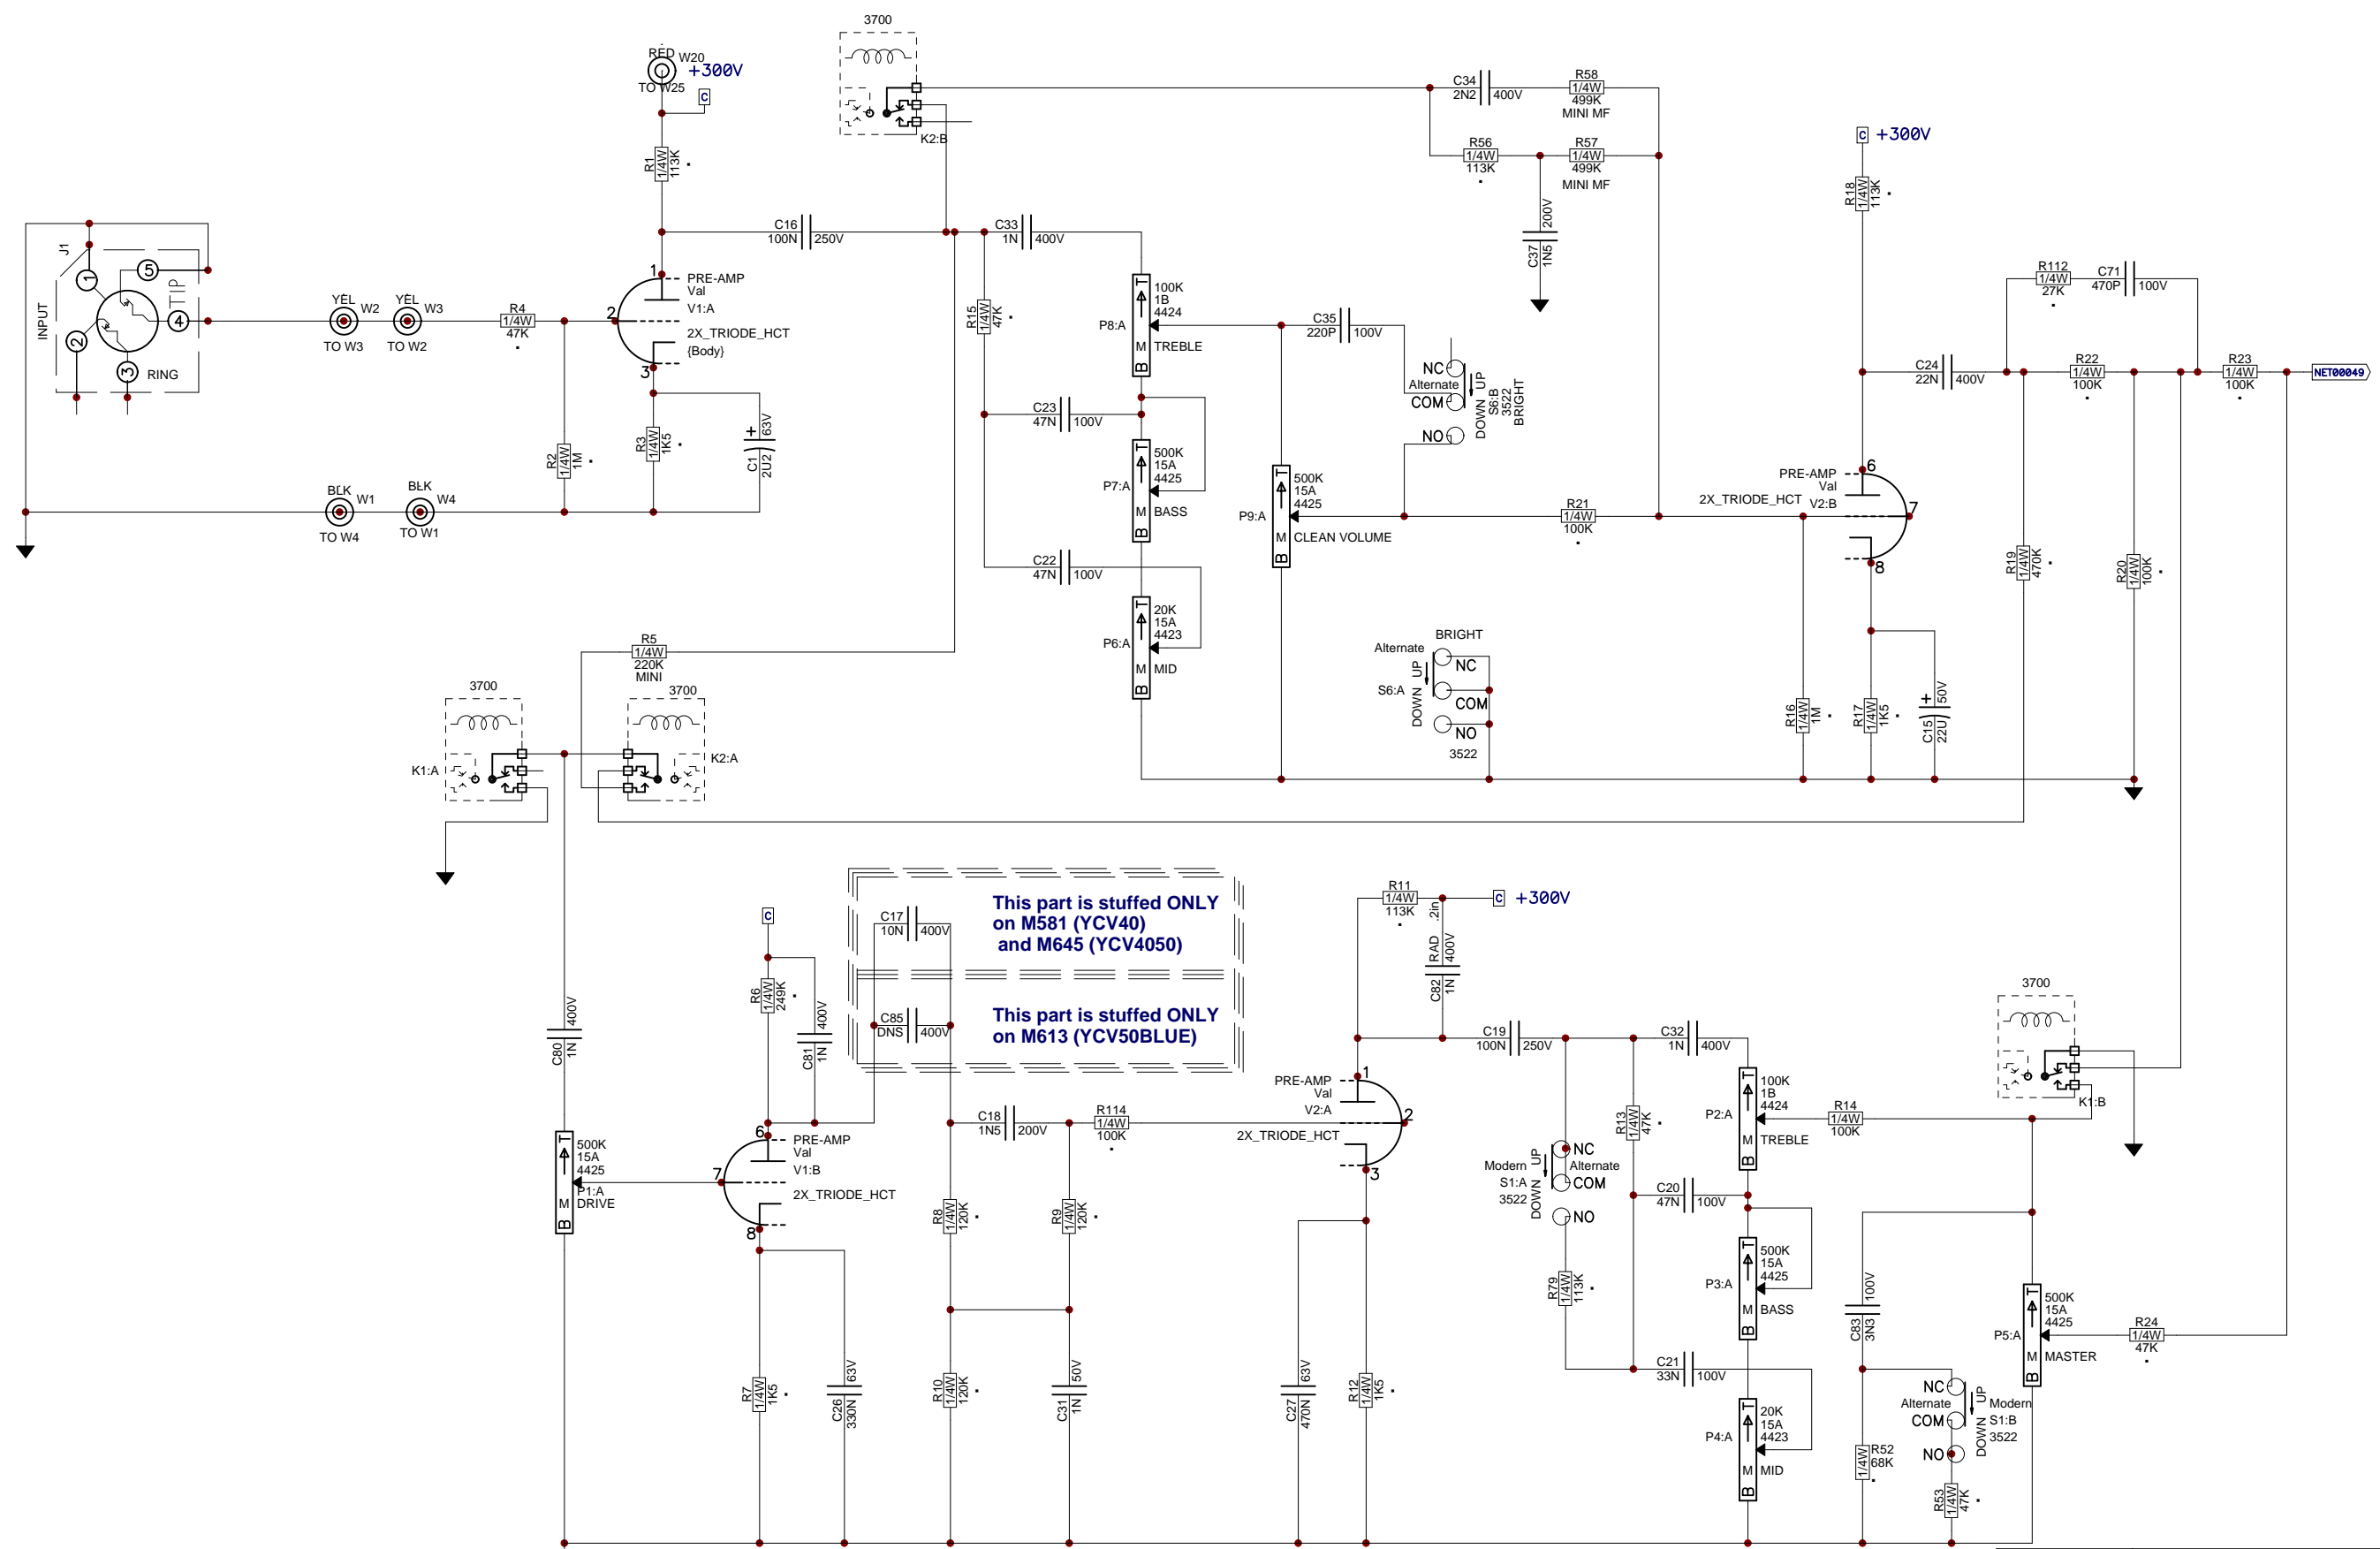 3700
K2:B
RED W20
+300V
TO W25
C
R1
1/4W
113K
C34
2N2
400V
R58
1/4W
499K
MINI MF
R56
1/4W
113K
R57
1/4W
499K
MINI MF
C37
200V
1N5
C +300V
R18
1/4W
113K
J1
INPUT
1
5
TIP
4
2
3
RING
YEL W2
TO W3
YEL W3
TO W2
R4
1/4W
47K
C16
100N
250V
1
PRE-AMP
Val
V1:A
2
2X_TRIODE_HCT
{Body}
3
R2
1/4W
1M
R3
1/4W
1K5
+
63V
C1
2U2
BLK W1
TO W4
BLK W4
TO W1
C33
1N
400V
R15
1/4W
47K
T
100K
1B
4424
P8:A
M TREBLE
B
C23
47N
100V
T
500K
15A
4425
P7:A
M BASS
B
C22
47N
100V
T
20K
15A
4423
P6:A
M MID
B
C35
220P
100V
NC
Alternate
COM
NO
UP
DOWN
S6:B
3522
BRIGHT
T
500K
15A
4425
P9:A
M CLEAN VOLUME
B
R21
1/4W
100K
BRIGHT
Alternate
NC
UP
S6:A
COM
DOWN
NO
3522
PRE-AMP
Val
2X_TRIODE_HCT
V2:B
6
7
8
R16
1/4W
1M
R17
1/4W
1K5
+
50V
C15
22U
C24
22N
400V
R112
1/4W
27K
C71
470P
100V
R22
1/4W
100K
R23
1/4W
100K
NET00049
R19
1/4W
470K
R20
1/4W
100K
R5
1/4W
220K
MINI
3700
K1:A
3700
K2:A
C80
400V
1N
T
500K
15A
4425
P1:A
M DRIVE
B
C
R6
1/4W
249K
C81
400V
1N
6
PRE-AMP
Val
V1:B
7
2X_TRIODE_HCT
8
R7
1/4W
1K5
C26
63V
330N
C17
10N
400V
This part is stuffed ONLY
on M581 (YCV40)
and M645 (YCV4050)
C85
DNS
400V
This part is stuffed ONLY
on M613 (YCV50BLUE)
C18
1N5
200V
R114
1/4W
100K
R8
1/4W
120K
R9
1/4W
120K
R10
1/4W
120K
C31
50V
1N
R11
1/4W
113K
C +300V
RAD .2in
400V
C82
1N
PRE-AMP
Val
V2:A
1
2
2X_TRIODE_HCT
3
C27
63V
470N
R12
1/4W
1K5
C19
100N
250V
NC
Modern
UP
Alternate
S1:A
COM
3522
DOWN
NO
R79
1/4W
113K
R13
1/4W
47K
C32
1N
400V
T
100K
1B
4424
P2:A
M TREBLE
B
C20
47N
100V
T
500K
15A
4425
P3:A
M BASS
B
C21
33N
100V
T
20K
15A
4423
P4:A
M MID
B
R14
1/4W
100K
3700
K1:B
C83
100V
3N3
R52
1/4W
68K
NC
Alternate
COM
NO
UP
DOWN
Modern
S1:B
3522
R53
1/4W
47K
T
500K
15A
4425
P5:A
M MASTER
B
R24
1/4W
47K